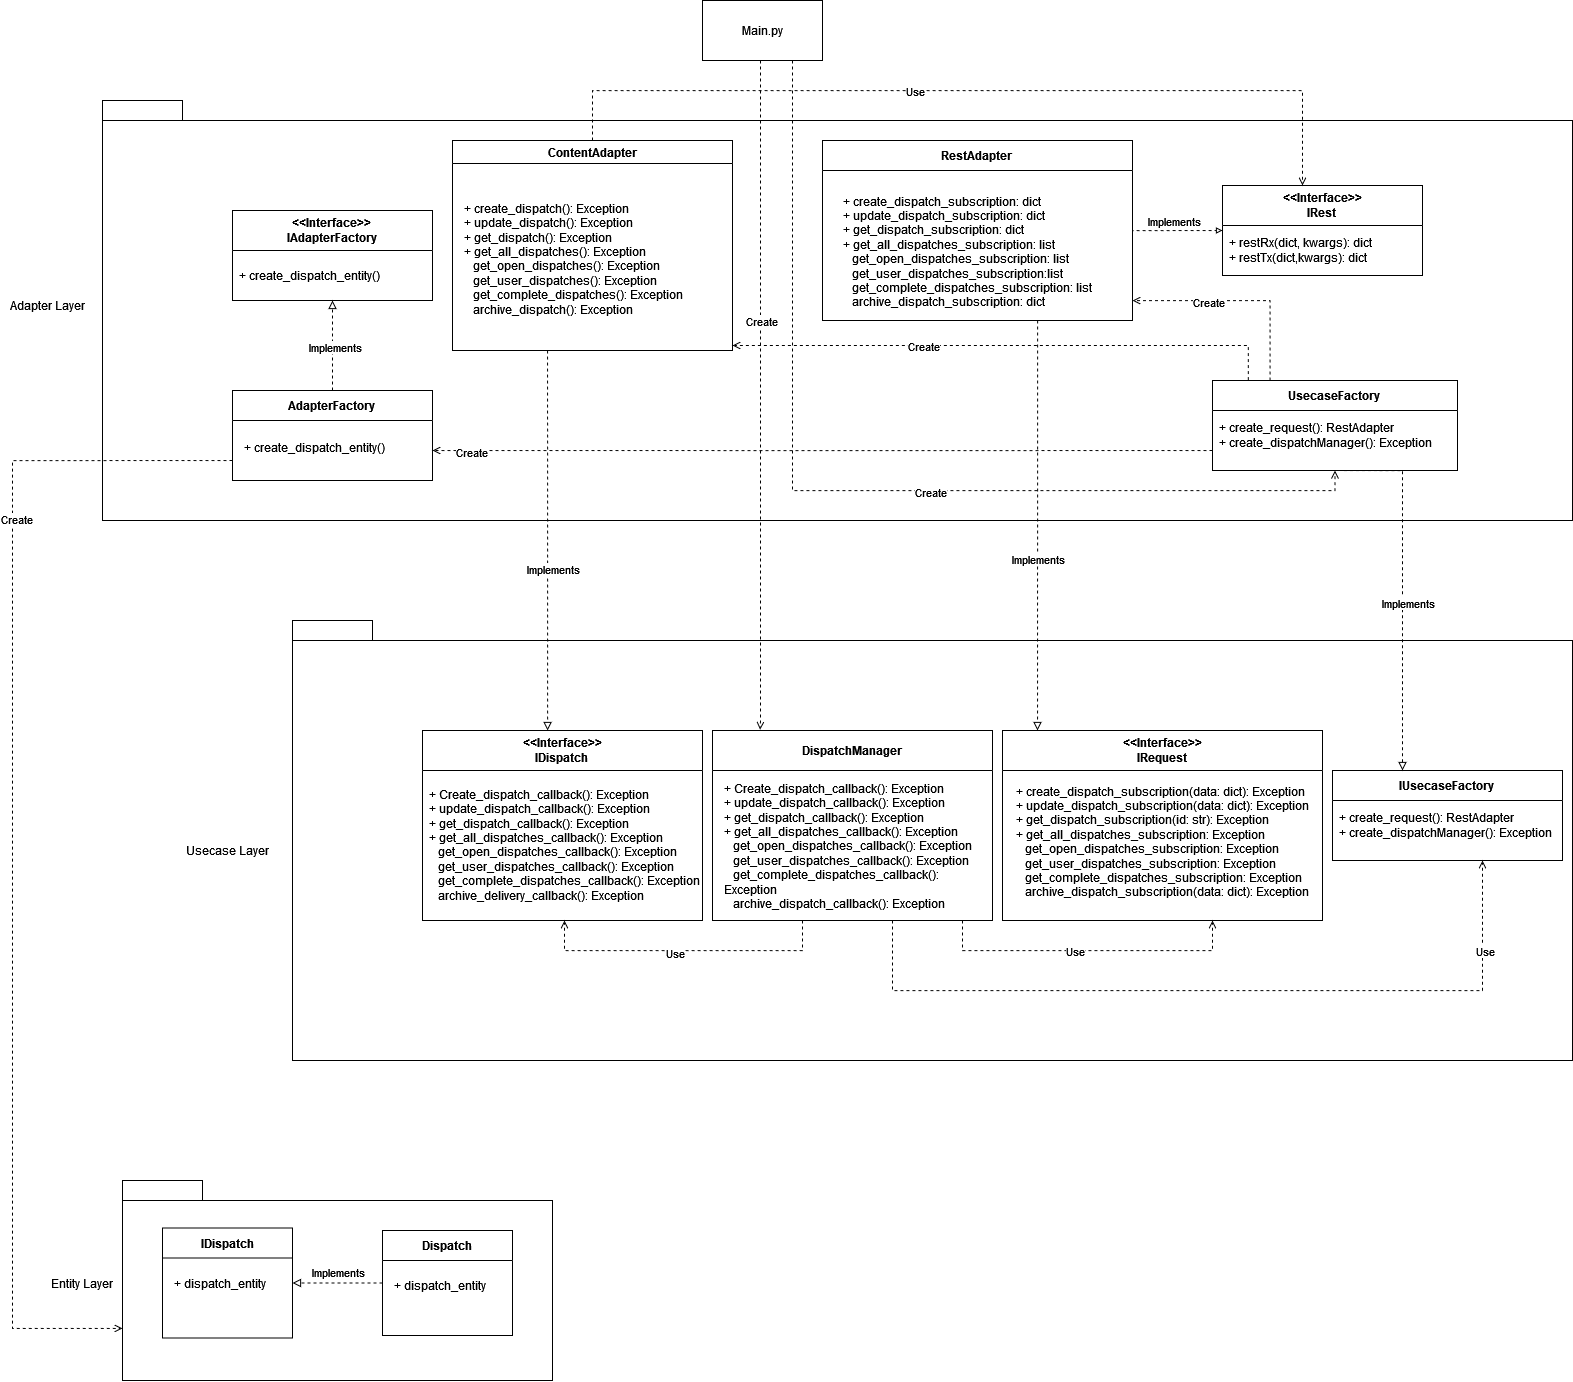 Main.py
Use
ContentAdapter
+ create_dispatch(): Exception
+ update_dispatch(): Exception
+ get_dispatch(): Exception
+ get_all_dispatches(): Exception
get_open_dispatches(): Exception
get_user_dispatches(): Exception
get_complete_dispatches(): Exception
archive_dispatch(): Exception
RestAdapter
+ create_dispatch_subscription: dict
+ update_dispatch_subscription: dict
+ get_dispatch_subscription: dict
+ get_all_dispatches_subscription: list
get_open_dispatches_subscription: list
get_user_dispatches_subscription:list
get_complete_dispatches_subscription: list
archive_dispatch_subscription: dict
Implements
<<Interface>>
IRest
+ restRx(dict, kwargs): dict
+ restTx(dict,kwargs): dict
<<Interface>>
IAdapterFactory
+ create_dispatch_entity()
Adapter Layer
Implements
Create
Create
Create
AdapterFactory
+ create_dispatch_entity()
UsecaseFactory
+ create_request(): RestAdapter
+ create_dispatchManager(): Exception
Create
Create
Create
Implements
Implements
Implements
Usecase Layer
<<Interface>>
IDispatch
+ Create_dispatch_callback(): Exception
+ update_dispatch_callback(): Exception
+ get_dispatch_callback(): Exception
+ get_all_dispatches_callback(): Exception
get_open_dispatches_callback(): Exception
get_user_dispatches_callback(): Exception
get_complete_dispatches_callback(): Exception
archive_delivery_callback(): Exception
DispatchManager
+ Create_dispatch_callback(): Exception
+ update_dispatch_callback(): Exception
+ get_dispatch_callback(): Exception
+ get_all_dispatches_callback(): Exception
get_open_dispatches_callback(): Exception
get_user_dispatches_callback(): Exception
get_complete_dispatches_callback():
Exception
archive_dispatch_callback(): Exception
<<Interface>>
IRequest
+ create_dispatch_subscription(data: dict): Exception
+ update_dispatch_subscription(data: dict): Exception
+ get_dispatch_subscription(id: str): Exception
+ get_all_dispatches_subscription: Exception
get_open_dispatches_subscription: Exception
get_user_dispatches_subscription: Exception
get_complete_dispatches_subscription: Exception
archive_dispatch_subscription(data: dict): Exception
IUsecaseFactory
+ create_request(): RestAdapter
+ create_dispatchManager(): Exception
Use
Use
Use
Entity Layer
IDispatch
+ dispatch_entity
Implements
Dispatch
+ dispatch_entity